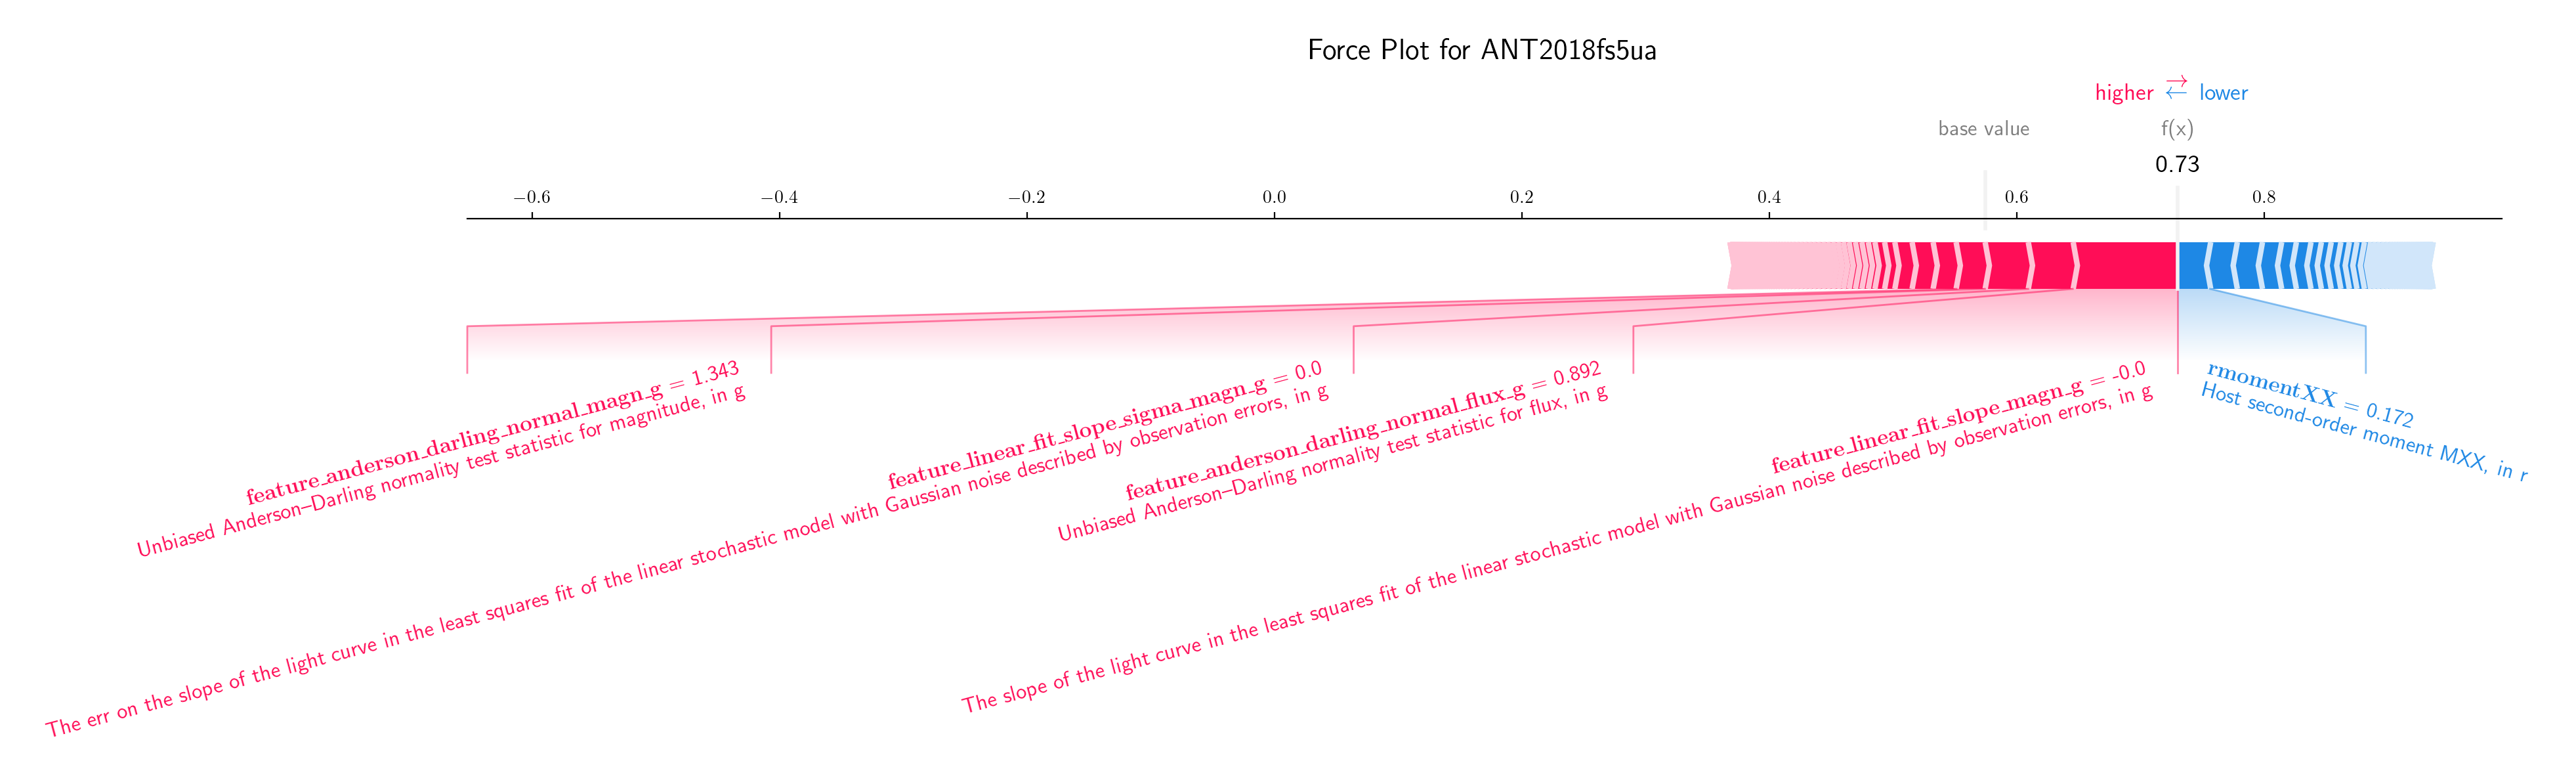 Force Plot for ANT2018fs5ua
higher → ← lower
base value
f(x)
0.73
−0.6 −0.4 −0.2 0.0 0.2 0.4 0.6 0.8
feature_anderson_darling_normal_magn_g = 1.343
Unbiased Anderson–Darling normality test statistic for magnitude, in g
feature_linear_fit_slope_sigma_magn_g = 0.0
The err on the slope of the light curve in the least squares fit of the linear stochastic model with Gaussian noise described by observation errors, in g
feature_anderson_darling_normal_flux_g = 0.892
Unbiased Anderson–Darling normality test statistic for flux, in g
feature_linear_fit_slope_magn_g = -0.0
The slope of the light curve in the least squares fit of the linear stochastic model with Gaussian noise described by observation errors, in g
rmomentXX = 0.172
Host second-order moment MXX, in r